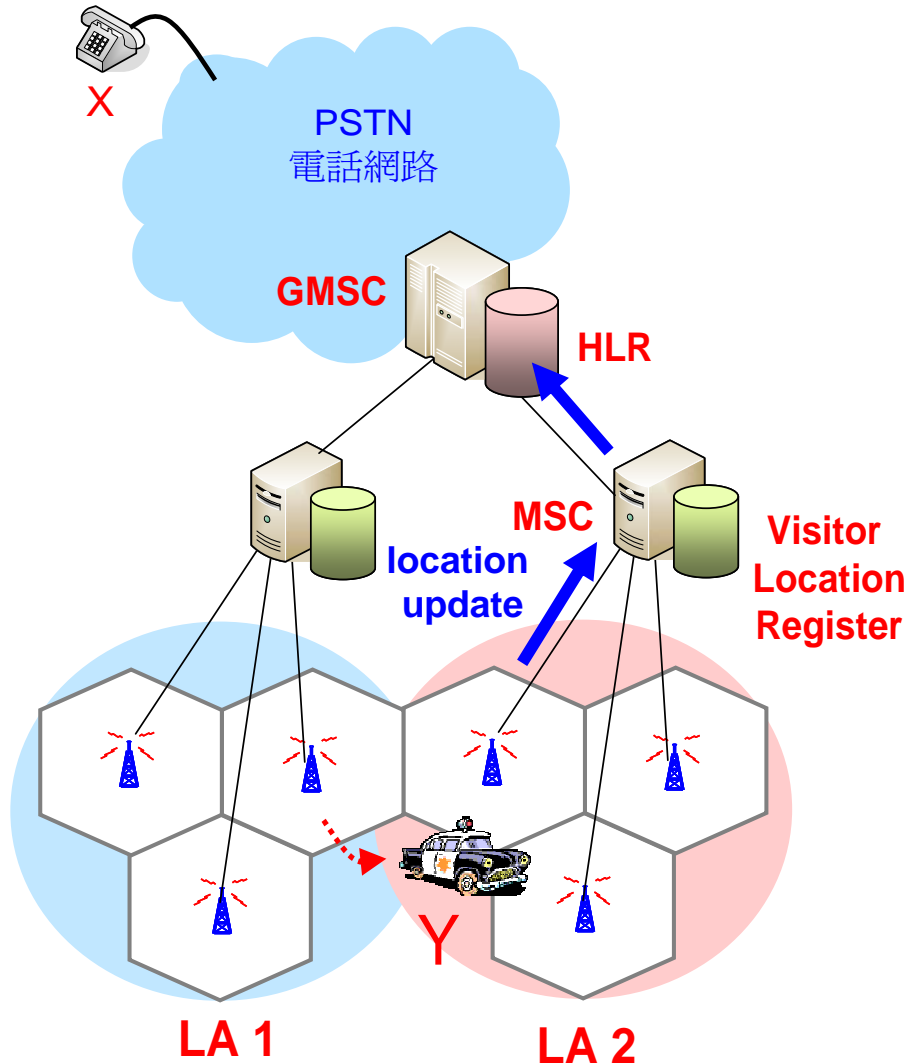 X
PSTN
電話網路
GMSC
HLR
MSC
location
update
Visitor
Location
Register
Y
LA 1
LA 2